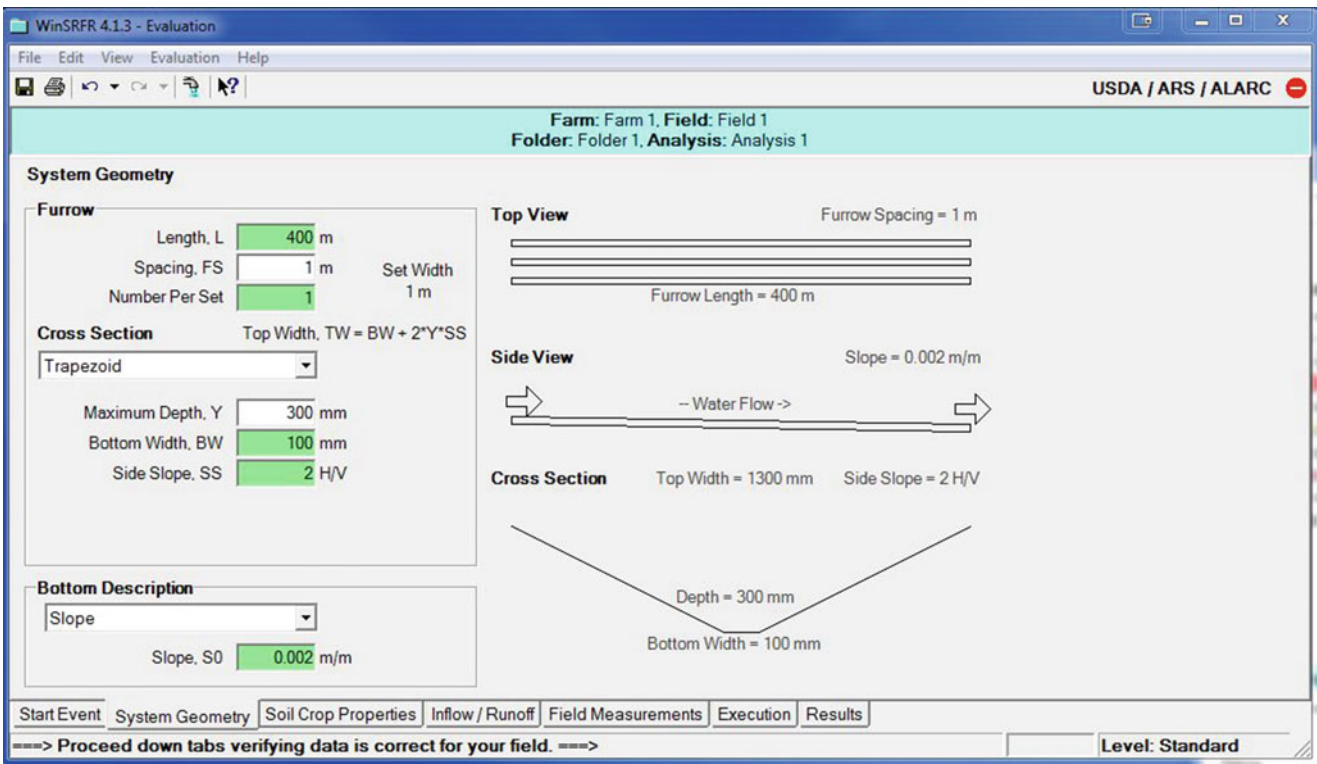 WinSRFR 4.1.3 - Evaluation
File Edit View Evaluation Help
USDA / ARS / ALARC
Farm: Farm 1, Field: Field 1
Folder: Folder 1, Analysis: Analysis 1
System Geometry
Furrow
Length, L 400 m
Spacing, FS 1 m
Set Width
Number Per Set 1
1 m
Cross Section Top Width, TW = BW + 2*Y*SS
Trapezoid
Maximum Depth, Y 300 mm
Bottom Width, BW 100 mm
Side Slope, SS 2 H/V
Bottom Description
Slope
Slope, S0 0.002 m/m
Top View Furrow Spacing = 1 m
Furrow Length = 400 m
Side View Slope = 0.002 m/m
-- Water Flow ->
Cross Section Top Width = 1300 mm Side Slope = 2 H/V
Depth = 300 mm
Bottom Width = 100 mm
Start Event System Geometry Soil Crop Properties Inflow / Runoff Field Measurements Execution Results
===> Proceed down tabs verifying data is correct for your field. ===>
Level: Standard